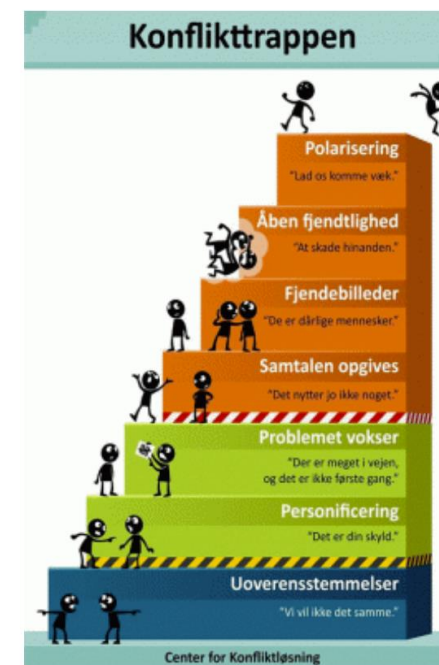 Konflikttrappen
Polarisering
"Lad os komme væk."
Åben fjendtlighed
"At skade hinanden."
Fjendebilleder
"De er dårlige mennesker."
Samtalen opgives
"Det nytter jo ikke noget."
Problemet vokser
"Der er meget i vejen,
og det er ikke første gang."
Personificering
"Det er din skyld."
Uoverensstemmelser
"Vi vil ikke det samme."
Center for Konfliktløsning